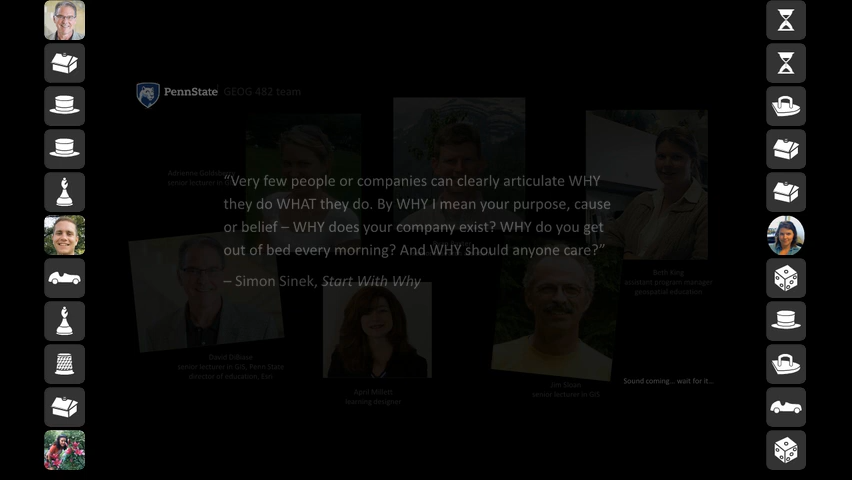 PennState GEOG 482 team
senior lecturer in
“Very few people or companies can clearly articulate WHY
they do WHAT they do. By WHY I mean your purpose, cause
or belief – WHY does your company exist? WHY do you get
out of bed every morning? And WHY should anyone care?”
– Simon Sinek, Start With Why
Beth King
assistant program manager
geospatial education
David DiBiase
senior lecturer in GIS, Penn State
director of education, Esri
April Millet
learning designer
Jim Sloan
senior lecturer in GIS
Sound coming... wait for it...